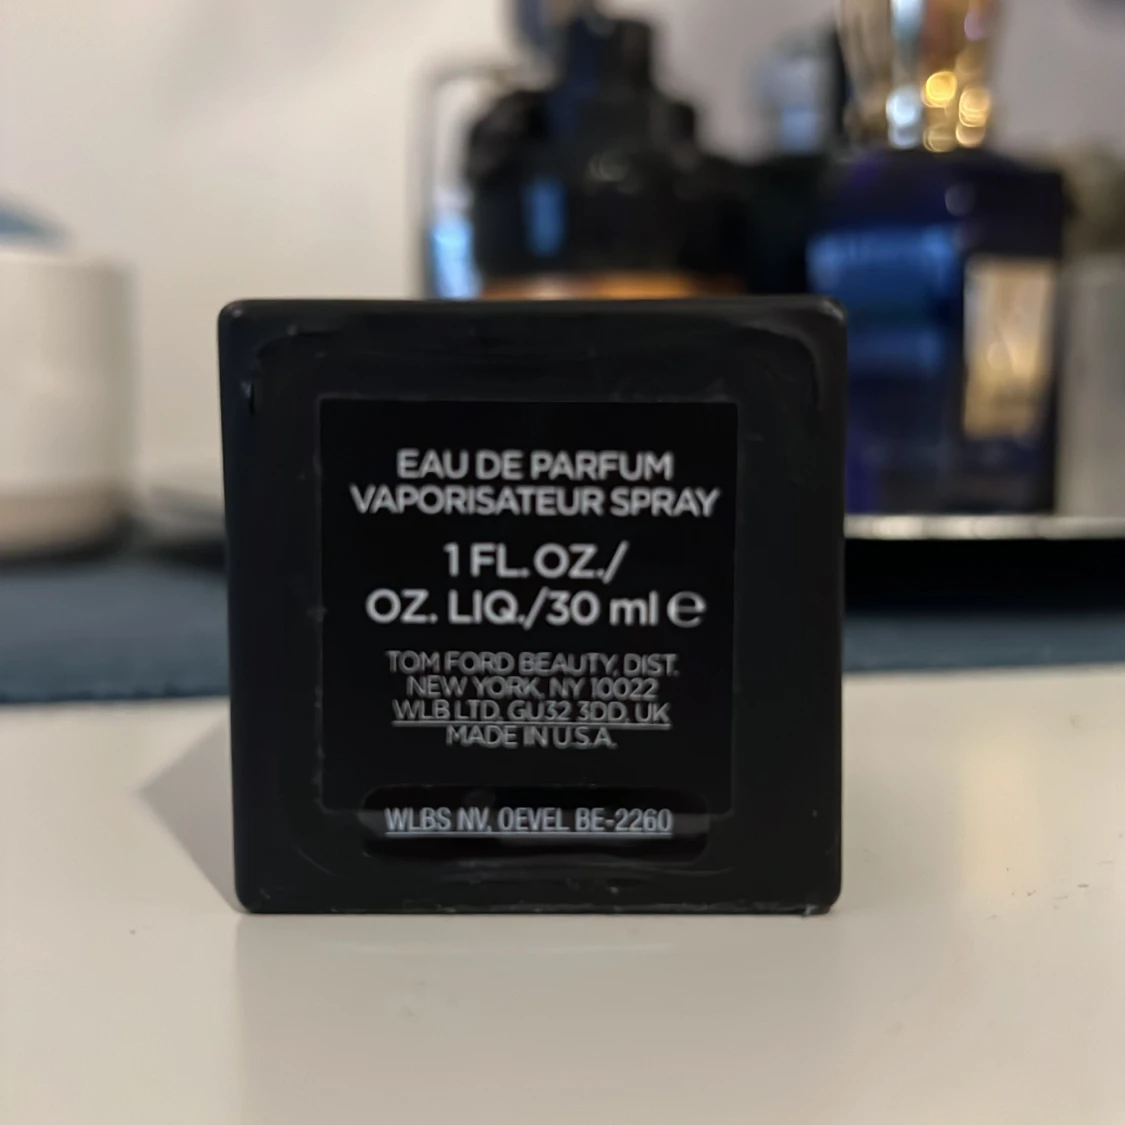 EAU DE PARFUM
VAPORISATEUR SPRAY
1 FL. OZ./
OZ. LIQ./30 ml ℮
TOM FORD BEAUTY, DIST.
NEW YORK, NY 10022
WLB LTD, GU32 3DD, UK
MADE IN U.S.A.
WLBS NV, OEVEL BE-2260